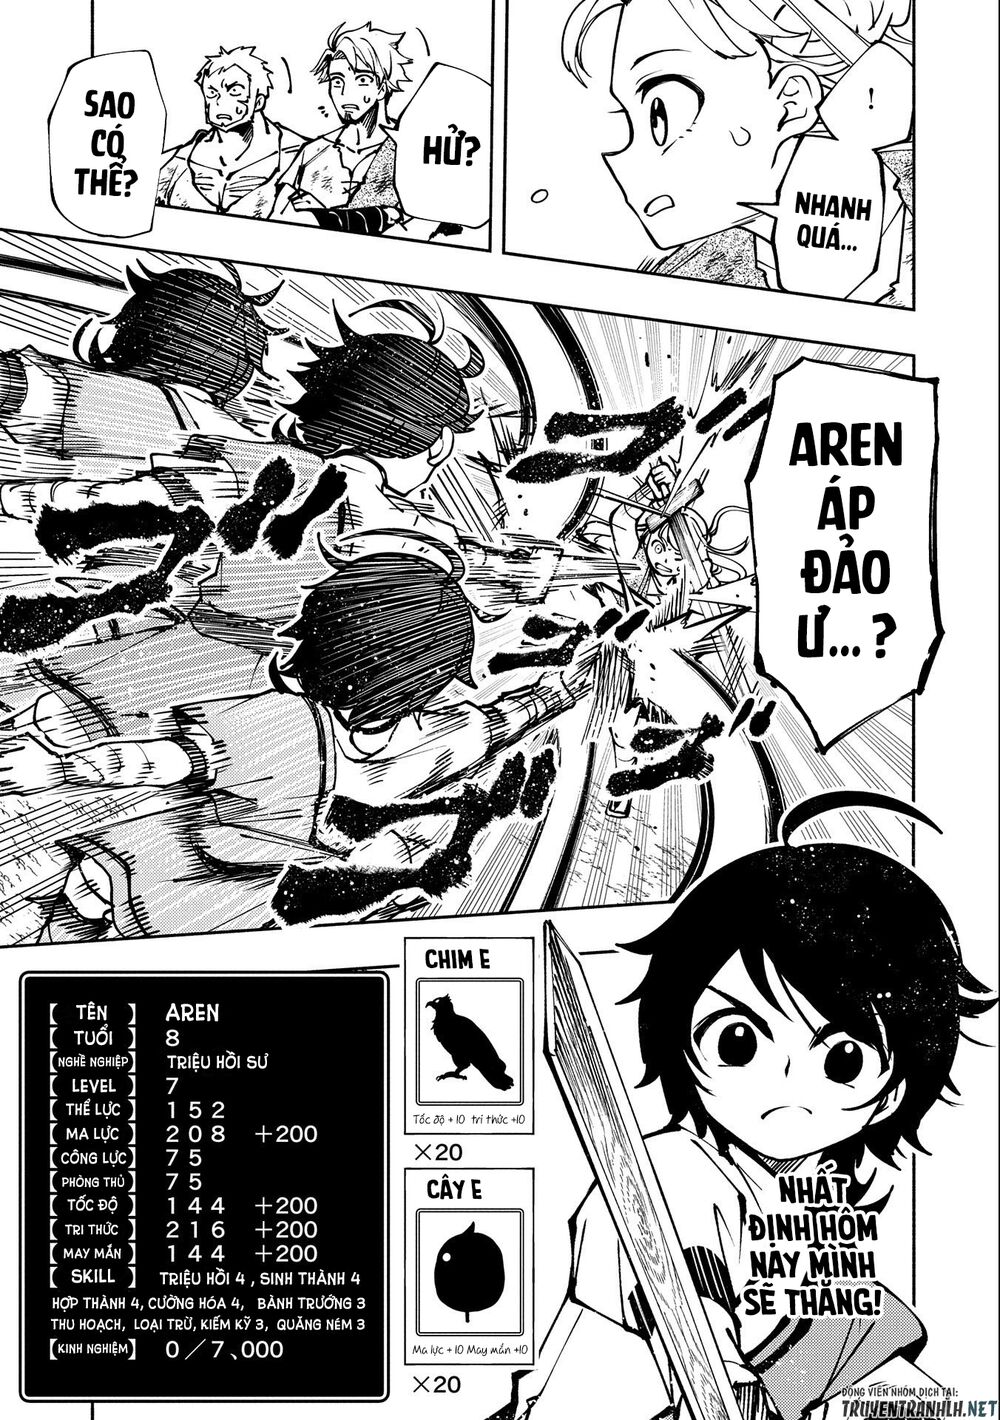 !
NHANH
QUÁ...
HỬ?
SAO
CÓ
THỂ?
AREN
ÁP
ĐẢO
Ư...?
【 TÊN 】 AREN
【 TUỔI 】 8
【NGHỀ NGHIỆP】 TRIỆU HỒI SƯ
【 LEVEL 】 7
【 THỂ LỰC 】 152
【 MA LỰC 】 208 +200
【 CÔNG LỰC 】 75
【 PHÒNG THỦ 】 75
【 TỐC ĐỘ 】 144 +200
【 TRI THỨC 】 216 +200
【 MAY MẮN 】 144 +200
【 SKILL 】 TRIỆU HỒI 4 , SINH THÀNH 4
HỢP THÀNH 4, CƯỜNG HÓA 4, BÀNH TRƯỚNG 3
THU HOẠCH, LOẠI TRỪ, KIẾM KỸ 3, QUĂNG NÉM 3
【KINH NGHIỆM】 0 / 7、000
CHIM E
Tốc độ +10 tri thức +10
×20
CÂY E
Ma lực +10 May mắn +10
×20
NHẤT
ĐỊNH HÔM
NAY MÌNH
SẼ THẮNG!
ĐỘNG VIÊN NHÓM DỊCH TẠI:
TRUYENTRANHLH.NET